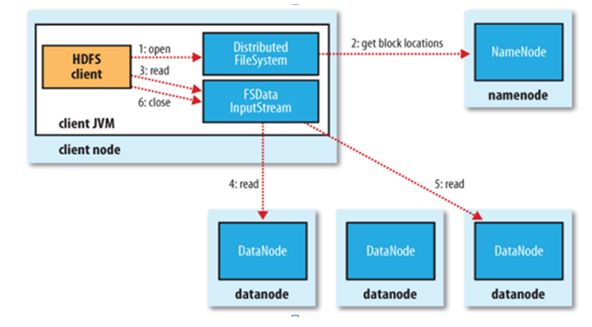 1: open
HDFS
client
3: read
6: close
Distributed
FileSystem
FSData
InputStream
client JVM
client node
2: get block locations
NameNode
namenode
4: read
5: read
DataNode
datanode
DataNode
datanode
DataNode
datanode